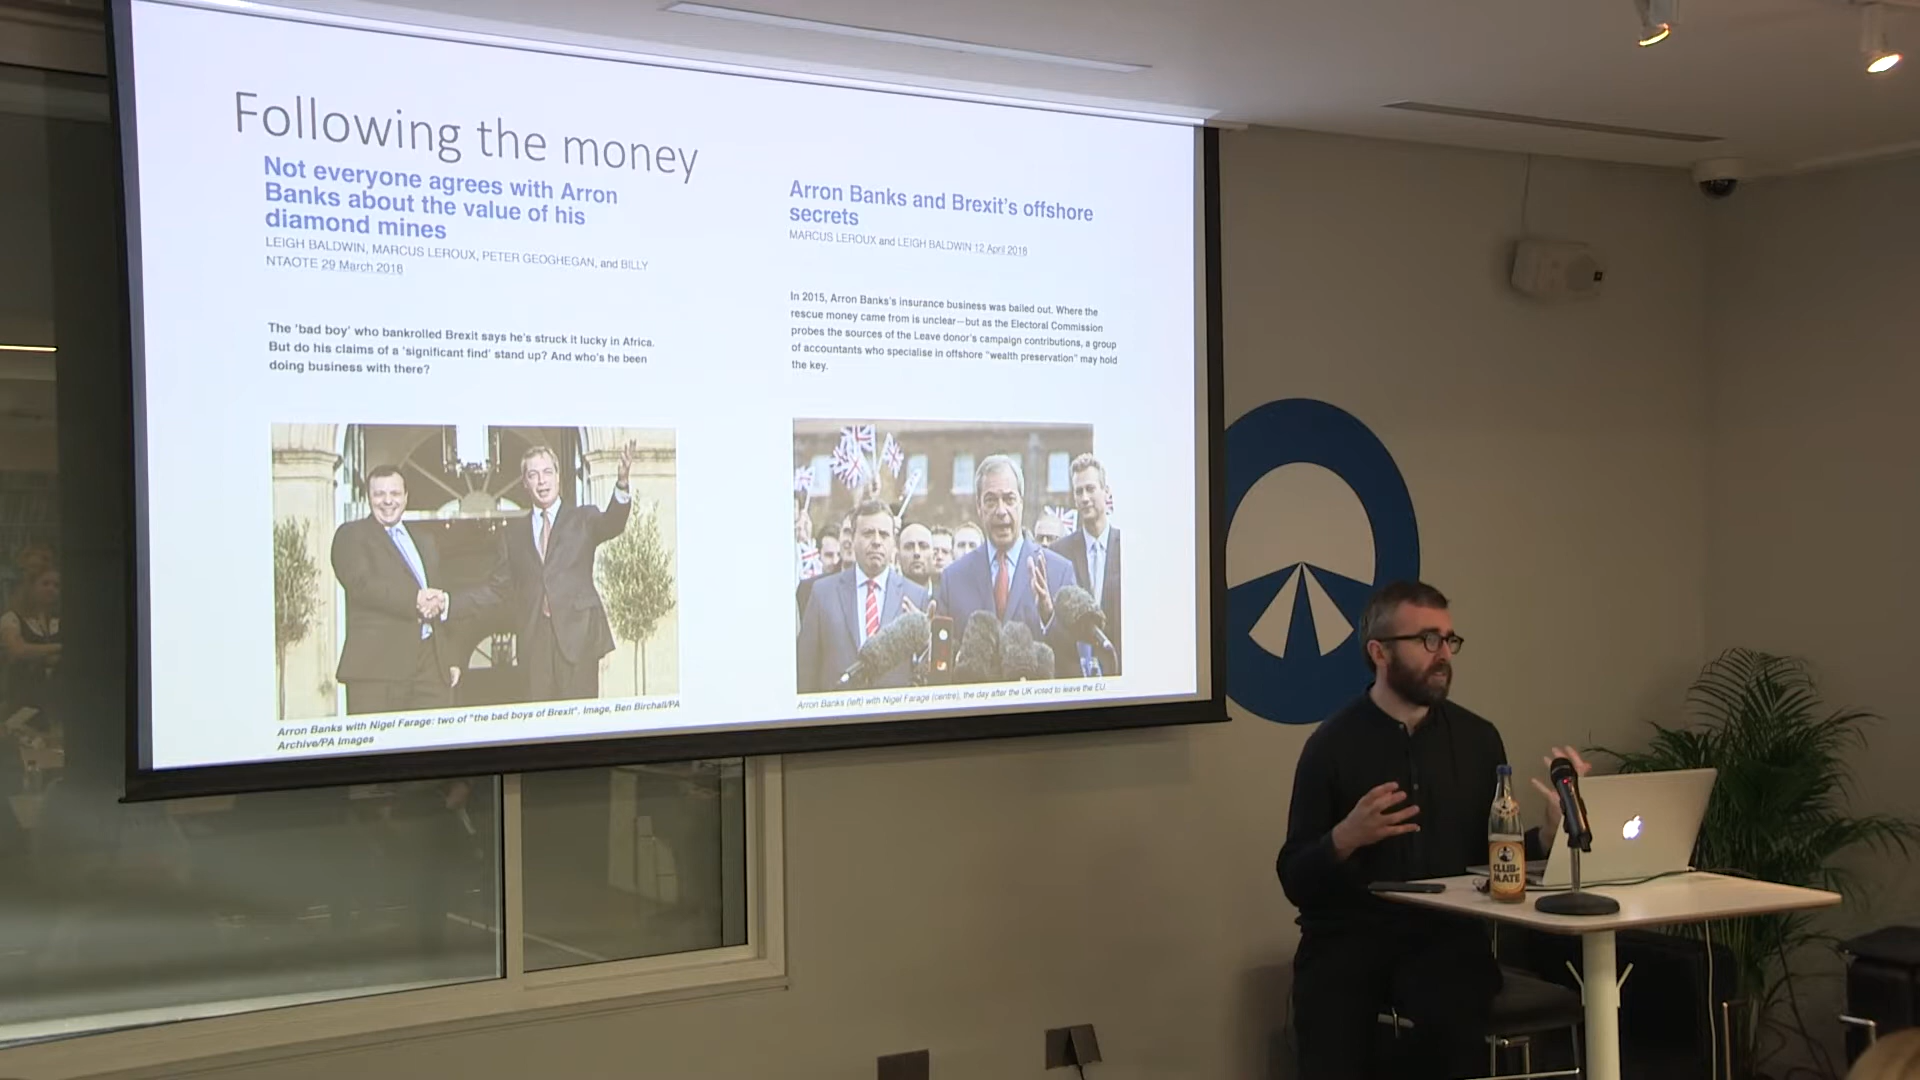 Following the money
Not everyone agrees with Arron
Banks about the value of his
diamond mines
LEIGH BALDWIN, MARCUS LEROUX, PETER GEOGHEGAN, and BILLY
NTAOTE 29 March 2018
The 'bad boy' who bankrolled Brexit says he's struck it lucky in Africa.
But do his claims of a 'significant find' stand up? And who's he been
doing business with there?
Arron Banks with Nigel Farage: two of "the bad boys of Brexit", Image, Ben Birchall/PA
Archive/PA Images
Arron Banks and Brexit's offshore
secrets
MARCUS LEROUX and LEIGH BALDWIN 12 April 2018
In 2015, Arron Banks's insurance business was bailed out. Where the
rescue money came from is unclear—but as the Electoral Commission
probes the sources of the Leave donor's campaign contributions, a group
of accountants who specialise in offshore "wealth preservation" may hold
the key.
Arron Banks (left) with Nigel Farage (centre), the day after the UK voted to leave the EU
CLUB-
MATE